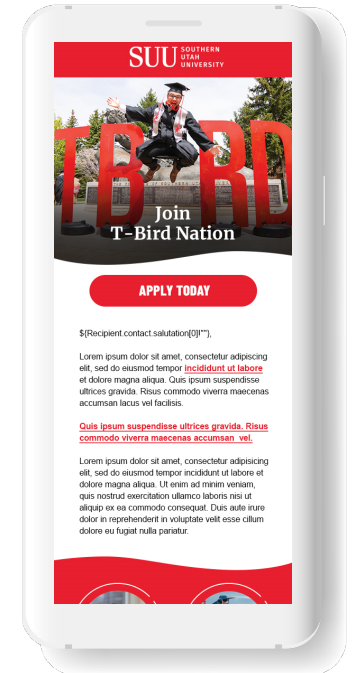 SUU SOUTHERN
UTAH
UNIVERSITY
TBRD
Join
T-Bird Nation
APPLY TODAY
${Recipient.contact.salutation[0]!""},
Lorem ipsum dolor sit amet, consectetur adipiscing
elit, sed do eiusmod tempor incididunt ut labore
et dolore magna aliqua. Quis ipsum suspendisse
ultrices gravida. Risus commodo viverra maecenas
accumsan lacus vel facilisis.
Quis ipsum suspendisse ultrices gravida. Risus
commodo viverra maecenas accumsan  vel.
Lorem ipsum dolor sit amet, consectetur adipiscing
elit, sed do eiusmod tempor incididunt ut labore et
dolore magna aliqua. Ut enim ad minim veniam,
quis nostrud exercitation ullamco laboris nisi ut
aliquip ex ea commodo consequat. Duis aute irure
dolor in reprehenderit in voluptate velit esse cillum
dolore eu fugiat nulla pariatur.